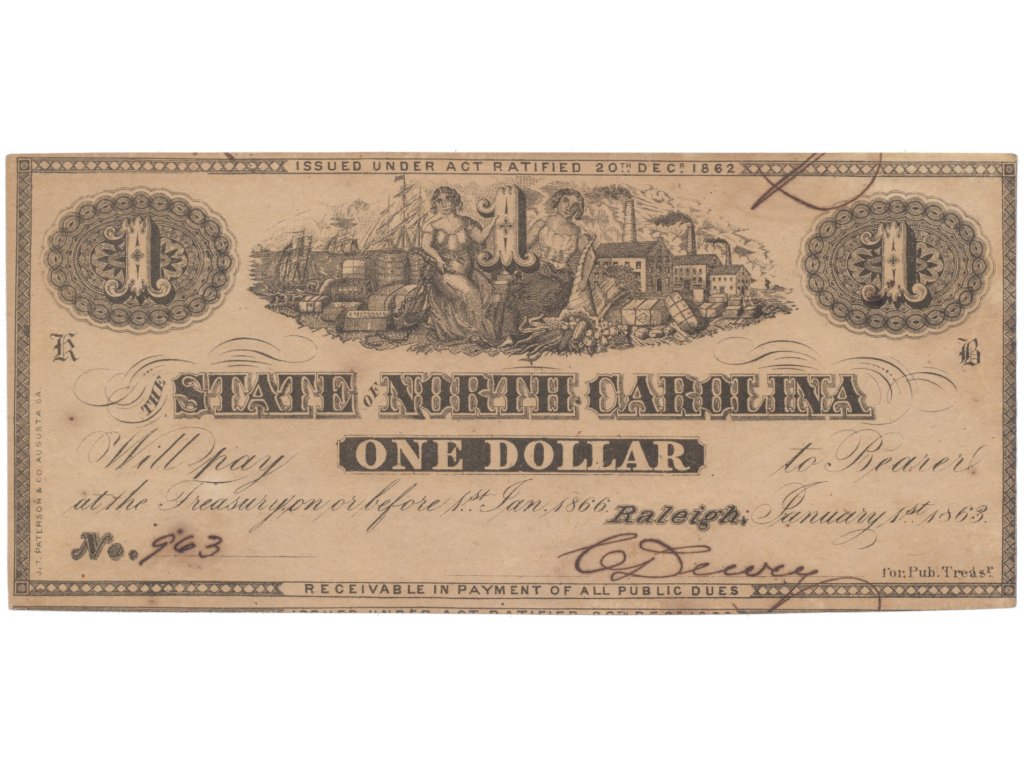 ISSUED UNDER ACT RATIFIED 20TH DECR 1862
1 1 1
K B
THE STATE OF NORTH CAROLINA
Will pay ONE DOLLAR to Bearer
at the Treasury, on or before 1st Jan. 1866. Raleigh, January 1st 1863.
No. 963 C Dewey for, Pub. Treasr
RECEIVABLE IN PAYMENT OF ALL PUBLIC DUES
J. T. PATERSON & CO AUGUSTA GA.